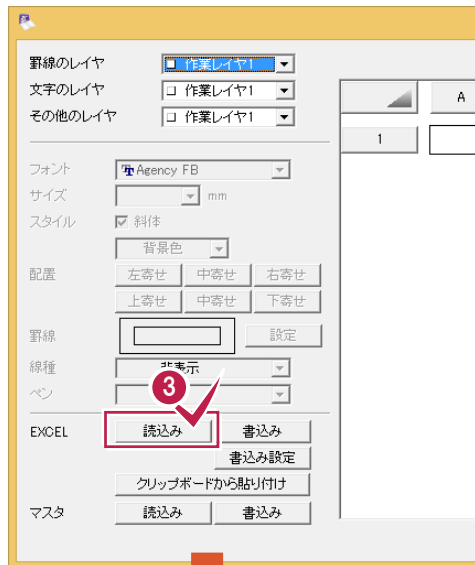 罫線のレイヤ 作業レイヤ1
文字のレイヤ 作業レイヤ1
その他のレイヤ 作業レイヤ1
A
1
フォント Agency FB
サイズ mm
スタイル 斜体
背景色
配置 左寄せ 中寄せ 右寄せ
上寄せ 中寄せ 下寄せ
罫線 設定
線種 非表示
ペン
3
EXCEL 読込み 書込み
書込み設定
クリップボードから貼り付け
マスタ 読込み 書込み